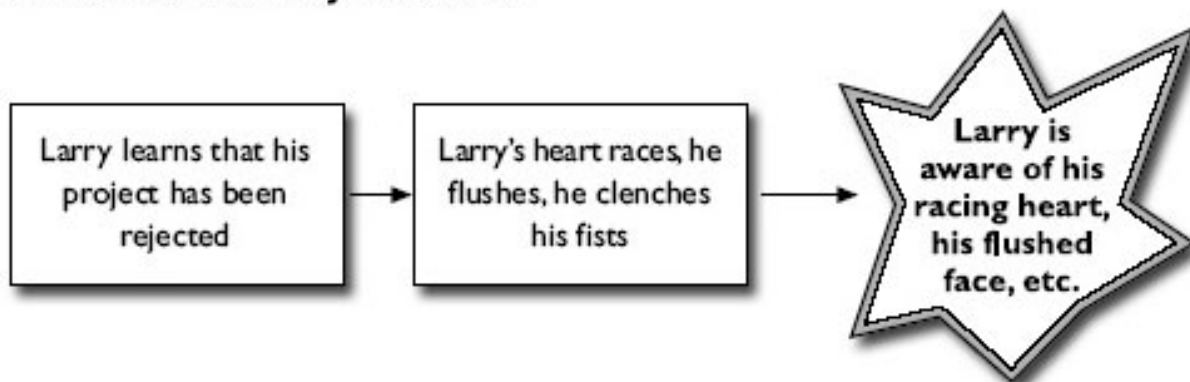 Larry learns that his
project has been
rejected
Larry's heart races, he
flushes, he clenches
his fists
Larry is
aware of his
racing heart,
his flushed
face, etc.